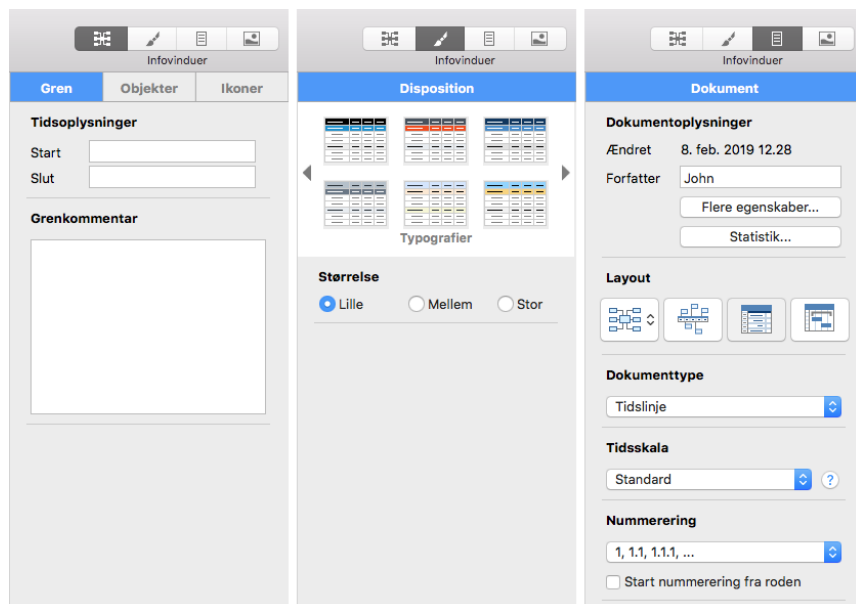 Infovinduer
Gren
Objekter
Ikoner
Tidsoplysninger
Start
Slut
Grenkommentar
Infovinduer
Disposition
Typografier
Størrelse
Lille
Mellem
Stor
Infovinduer
Dokument
Dokumentoplysninger
Ændret 8. feb. 2019 12.28
Forfatter John
Flere egenskaber...
Statistik...
Layout
Dokumenttype
Tidslinje
Tidsskala
Standard ?
Nummerering
1, 1.1, 1.1.1, ...
Start nummerering fra roden